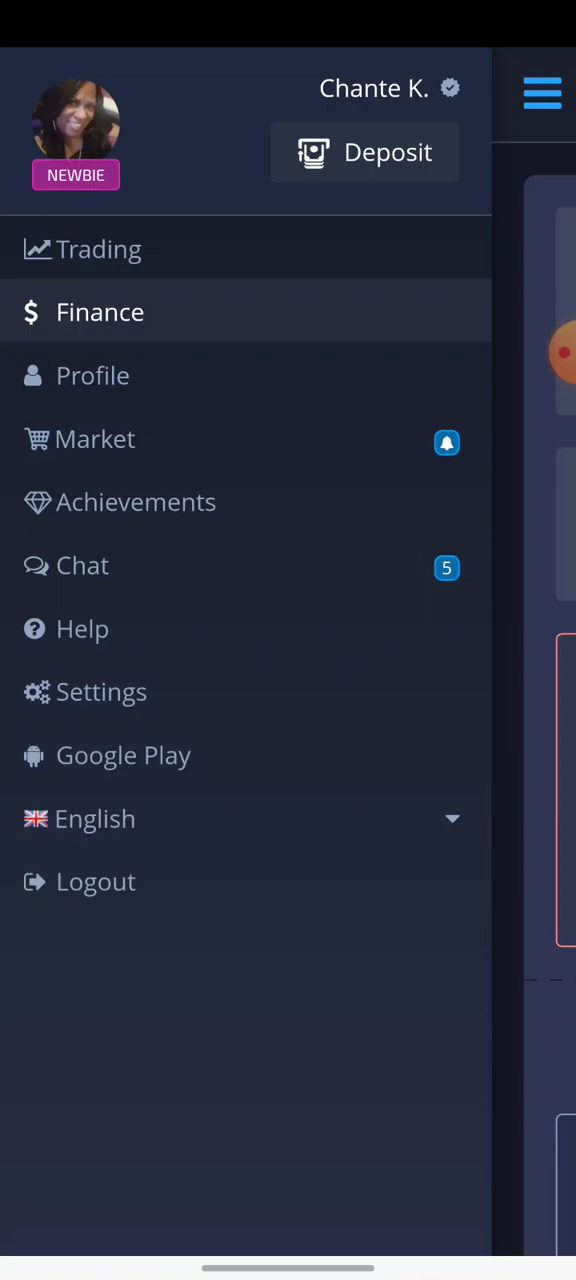 Chante K.
Deposit
NEWBIE
Trading
Finance
Profile
Market
Achievements
Chat 5
Help
Settings
Google Play
English
Logout